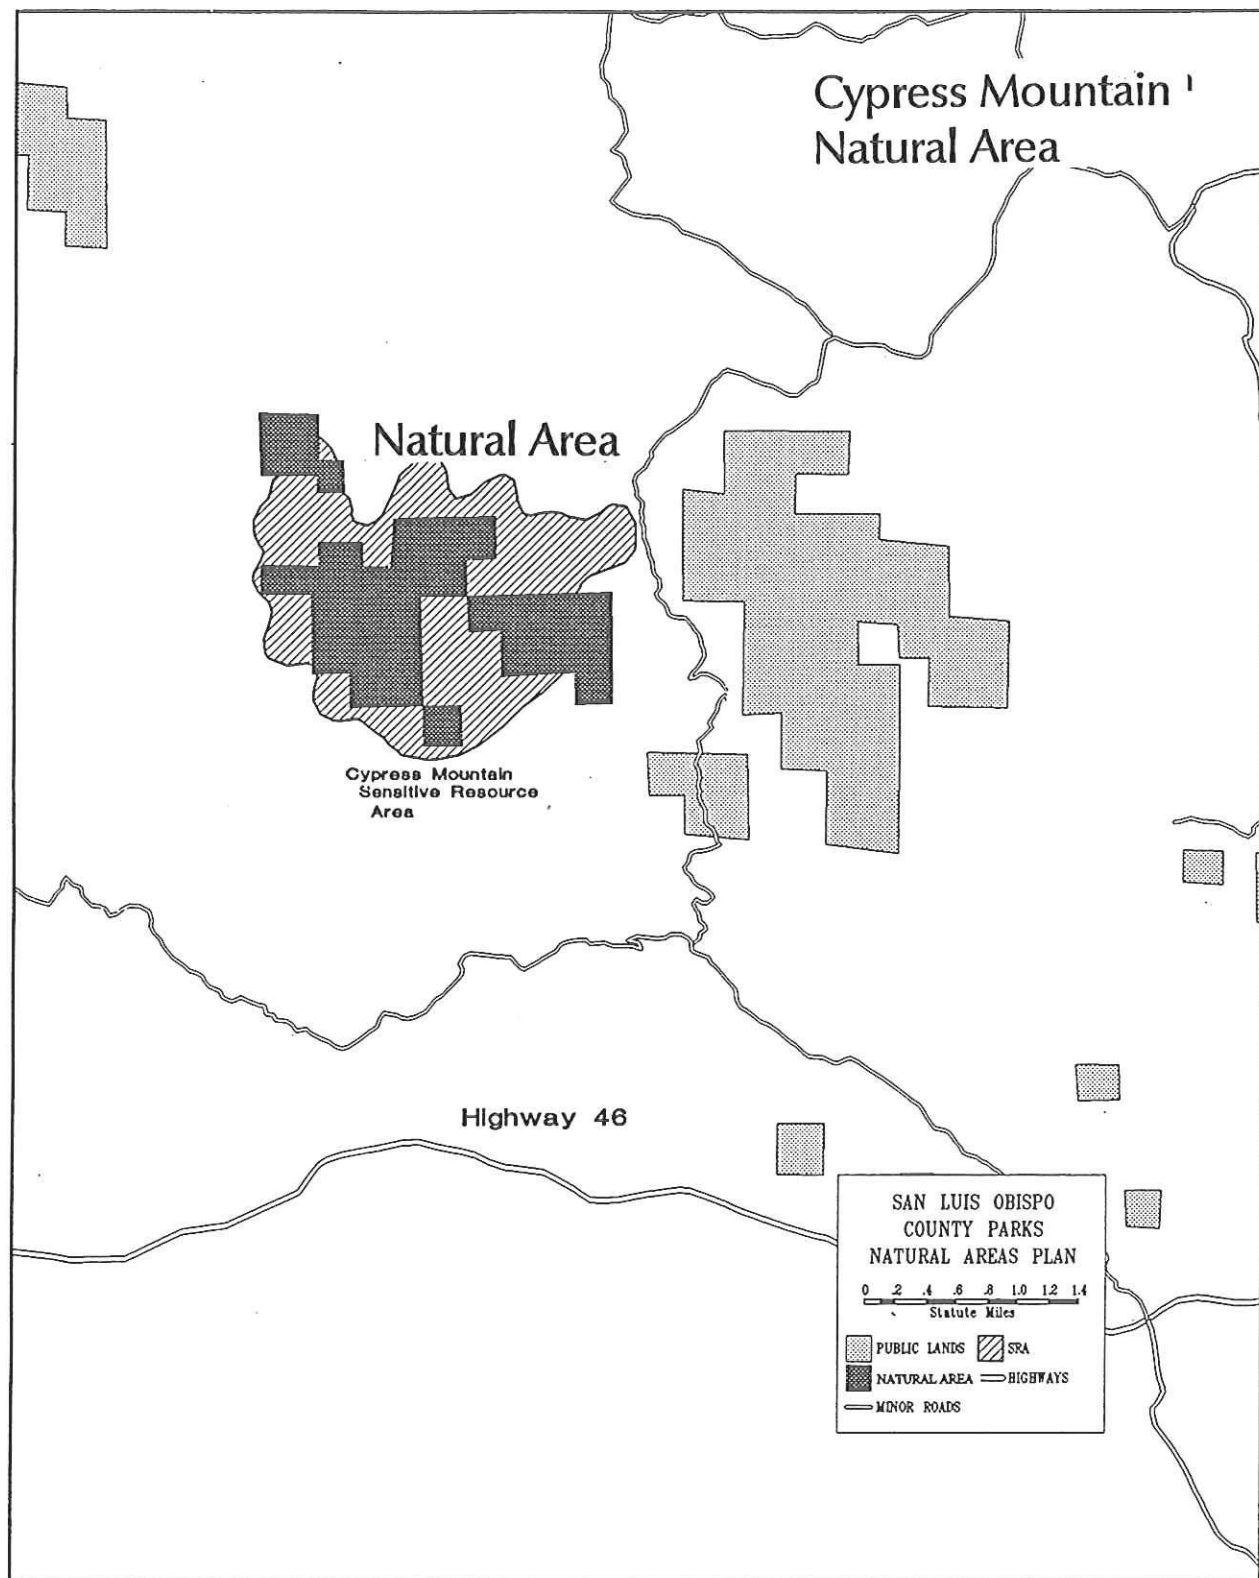 Cypress Mountain
Natural Area
Natural Area
Cypress Mountain
Sensitive Resource
Area
Highway 46
SAN LUIS OBISPO
COUNTY PARKS
NATURAL AREAS PLAN
0 .2 .4 .6 .8 1.0 1.2 1.4
Statute Miles
PUBLIC LANDS SRA
NATURAL AREA HIGHWAYS
MINOR ROADS